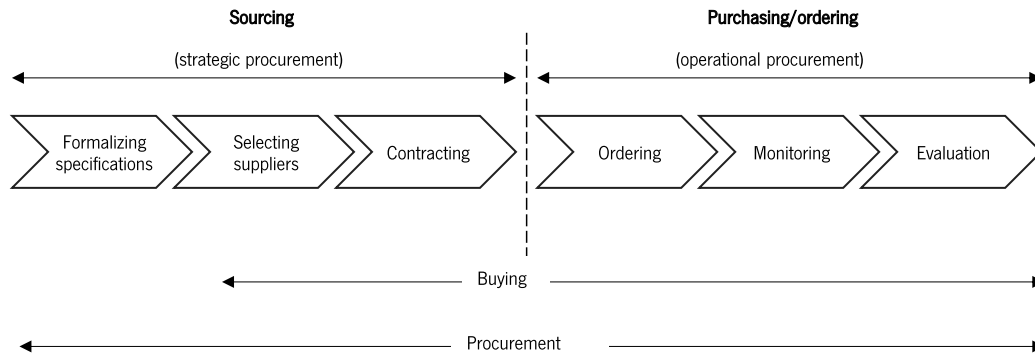 Sourcing
Purchasing/ordering
(strategic procurement)
(operational procurement)
Formalizing
specifications
Selecting
suppliers
Contracting
Ordering
Monitoring
Evaluation
Buying
Procurement